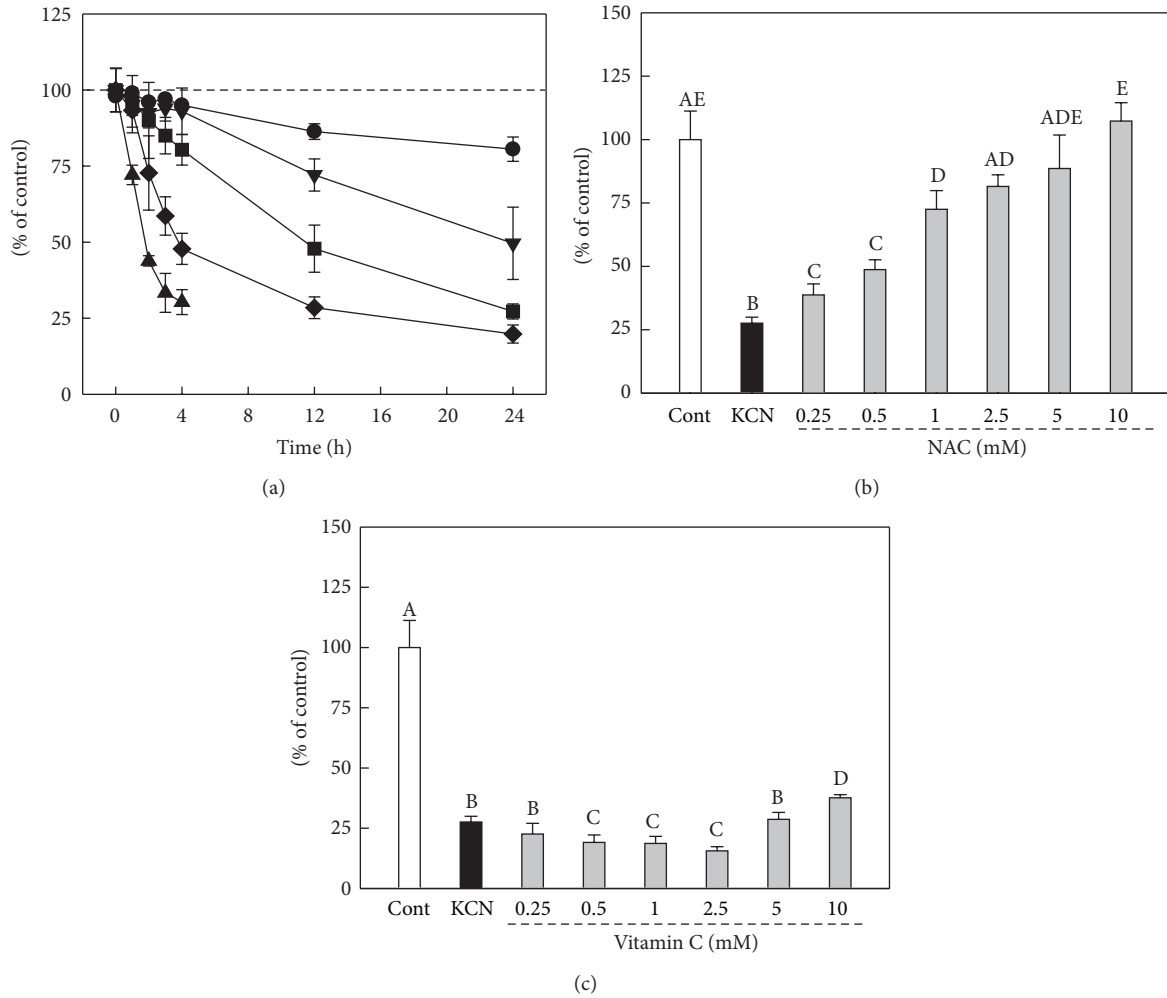 125
100
75
50
25
0
(% of control)
0 4 8 12 16 20 24
Time (h)
(a)
150
125
100
75
50
25
0
(% of control)
AE B C C D AD ADE E
Cont KCN 0.25 0.5 1 2.5 5 10
NAC (mM)
(b)
150
125
100
75
50
25
0
(% of control)
A B B C C C B D
Cont KCN 0.25 0.5 1 2.5 5 10
Vitamin C (mM)
(c)